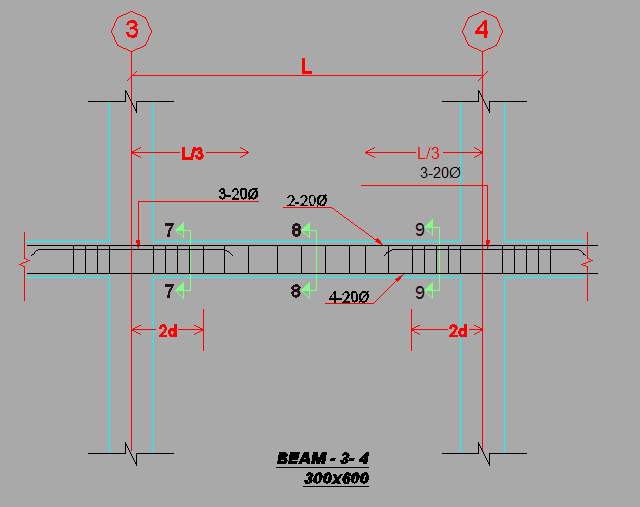 3
4
L
L/3
L/3
3-20Ø
3-20Ø
2-20Ø
7
8
9
7
8
9
4-20Ø
2d
2d
BEAM - 3- 4
300X600